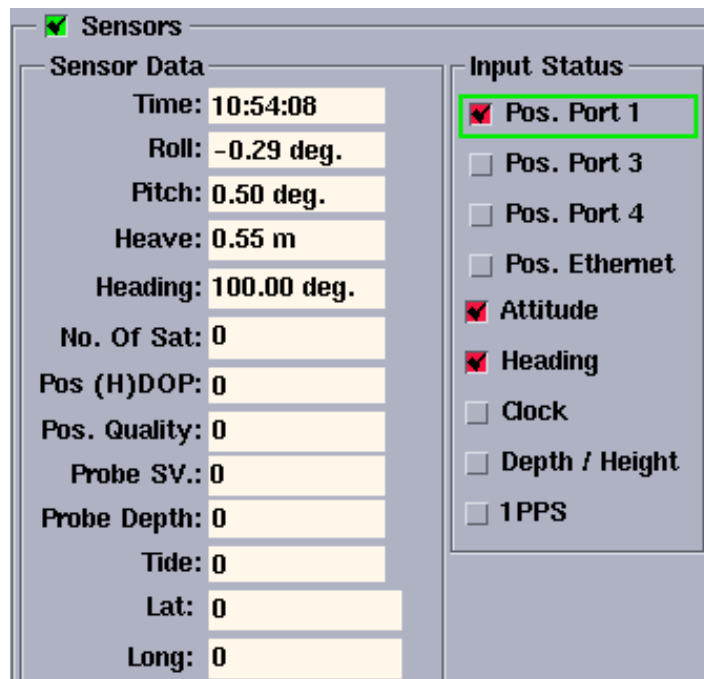 Sensors
Sensor Data
Time: 10:54:08
Roll: -0.29 deg.
Pitch: 0.50 deg.
Heave: 0.55 m
Heading: 100.00 deg.
No. Of Sat: 0
Pos (H)DOP: 0
Pos. Quality: 0
Probe SV.: 0
Probe Depth: 0
Tide: 0
Lat: 0
Long: 0
Input Status
Pos. Port 1
Pos. Port 3
Pos. Port 4
Pos. Ethernet
Attitude
Heading
Clock
Depth / Height
1PPS